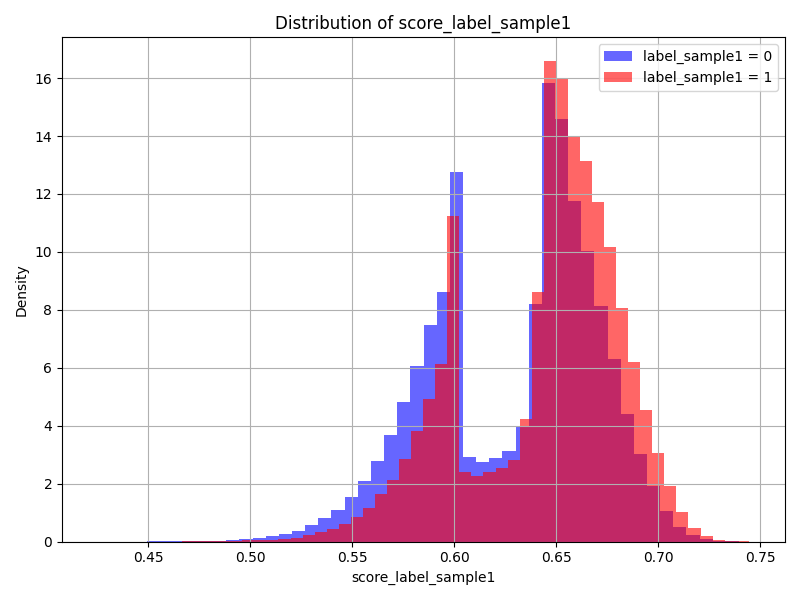 Distribution of score_label_sample1
label_sample1 = 0
label_sample1 = 1
Density
16
14
12
10
8
6
4
2
0
0.45 0.50 0.55 0.60 0.65 0.70 0.75
score_label_sample1